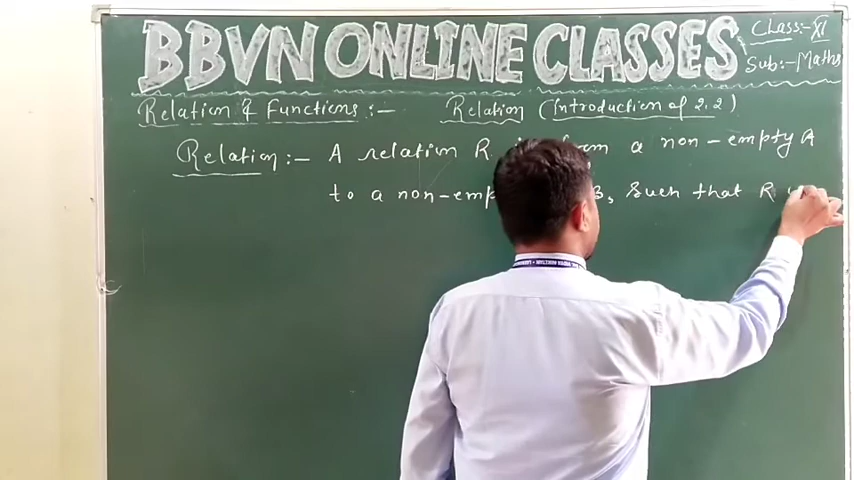 BBVN ONLINE CLASSES
Class:- XI
Sub:- Maths
Relation & Functions :- Relation (Introduction of 2.2)
Relation :- A relation R from a non-empty A
to a non-emp B, Such that R